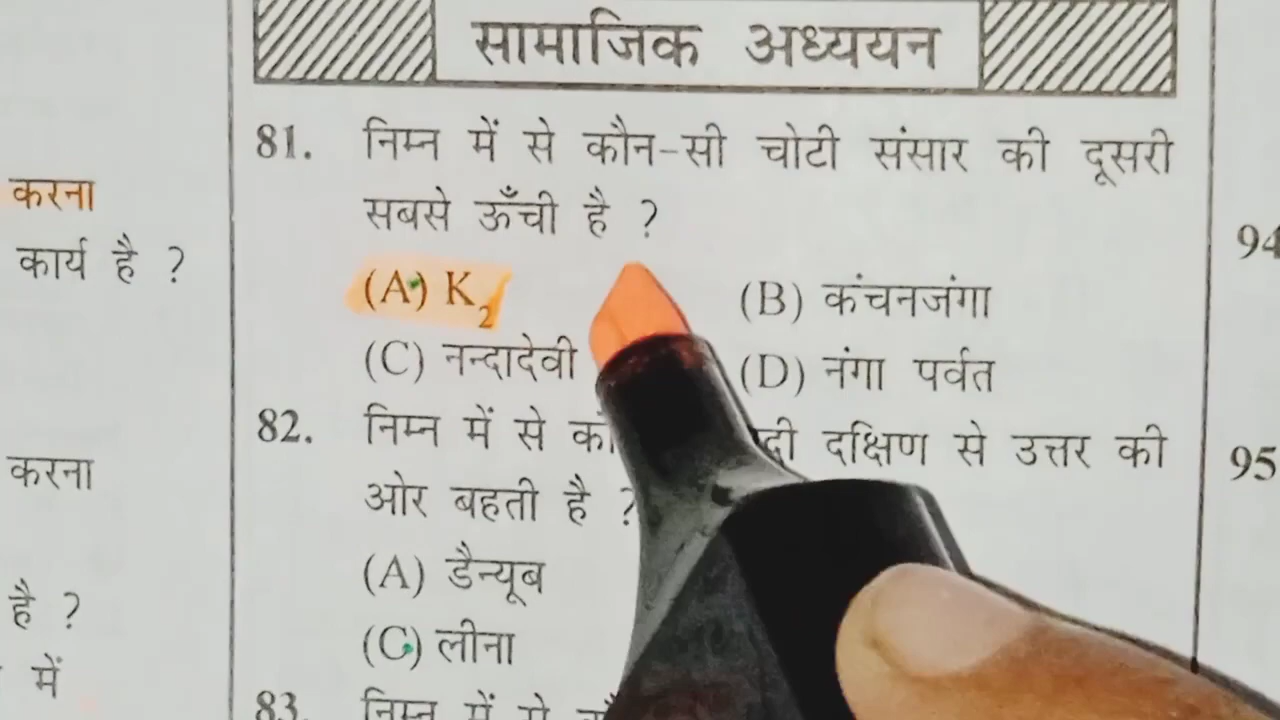 सामाजिक अध्ययन
81. निम्न में से कौन-सी चोटी संसार की दूसरी
सबसे ऊँची है ?
(A) K2 (B) कंचनजंगा
(C) नन्दादेवी (D) नंगा पर्वत
82. निम्न में से दक्षिण से उत्तर की
ओर बहती है ?
(A) डैन्यूब
(C) लीना
83. निम्न में से
करना
कार्य है ?
करना
है ?
में
94
95